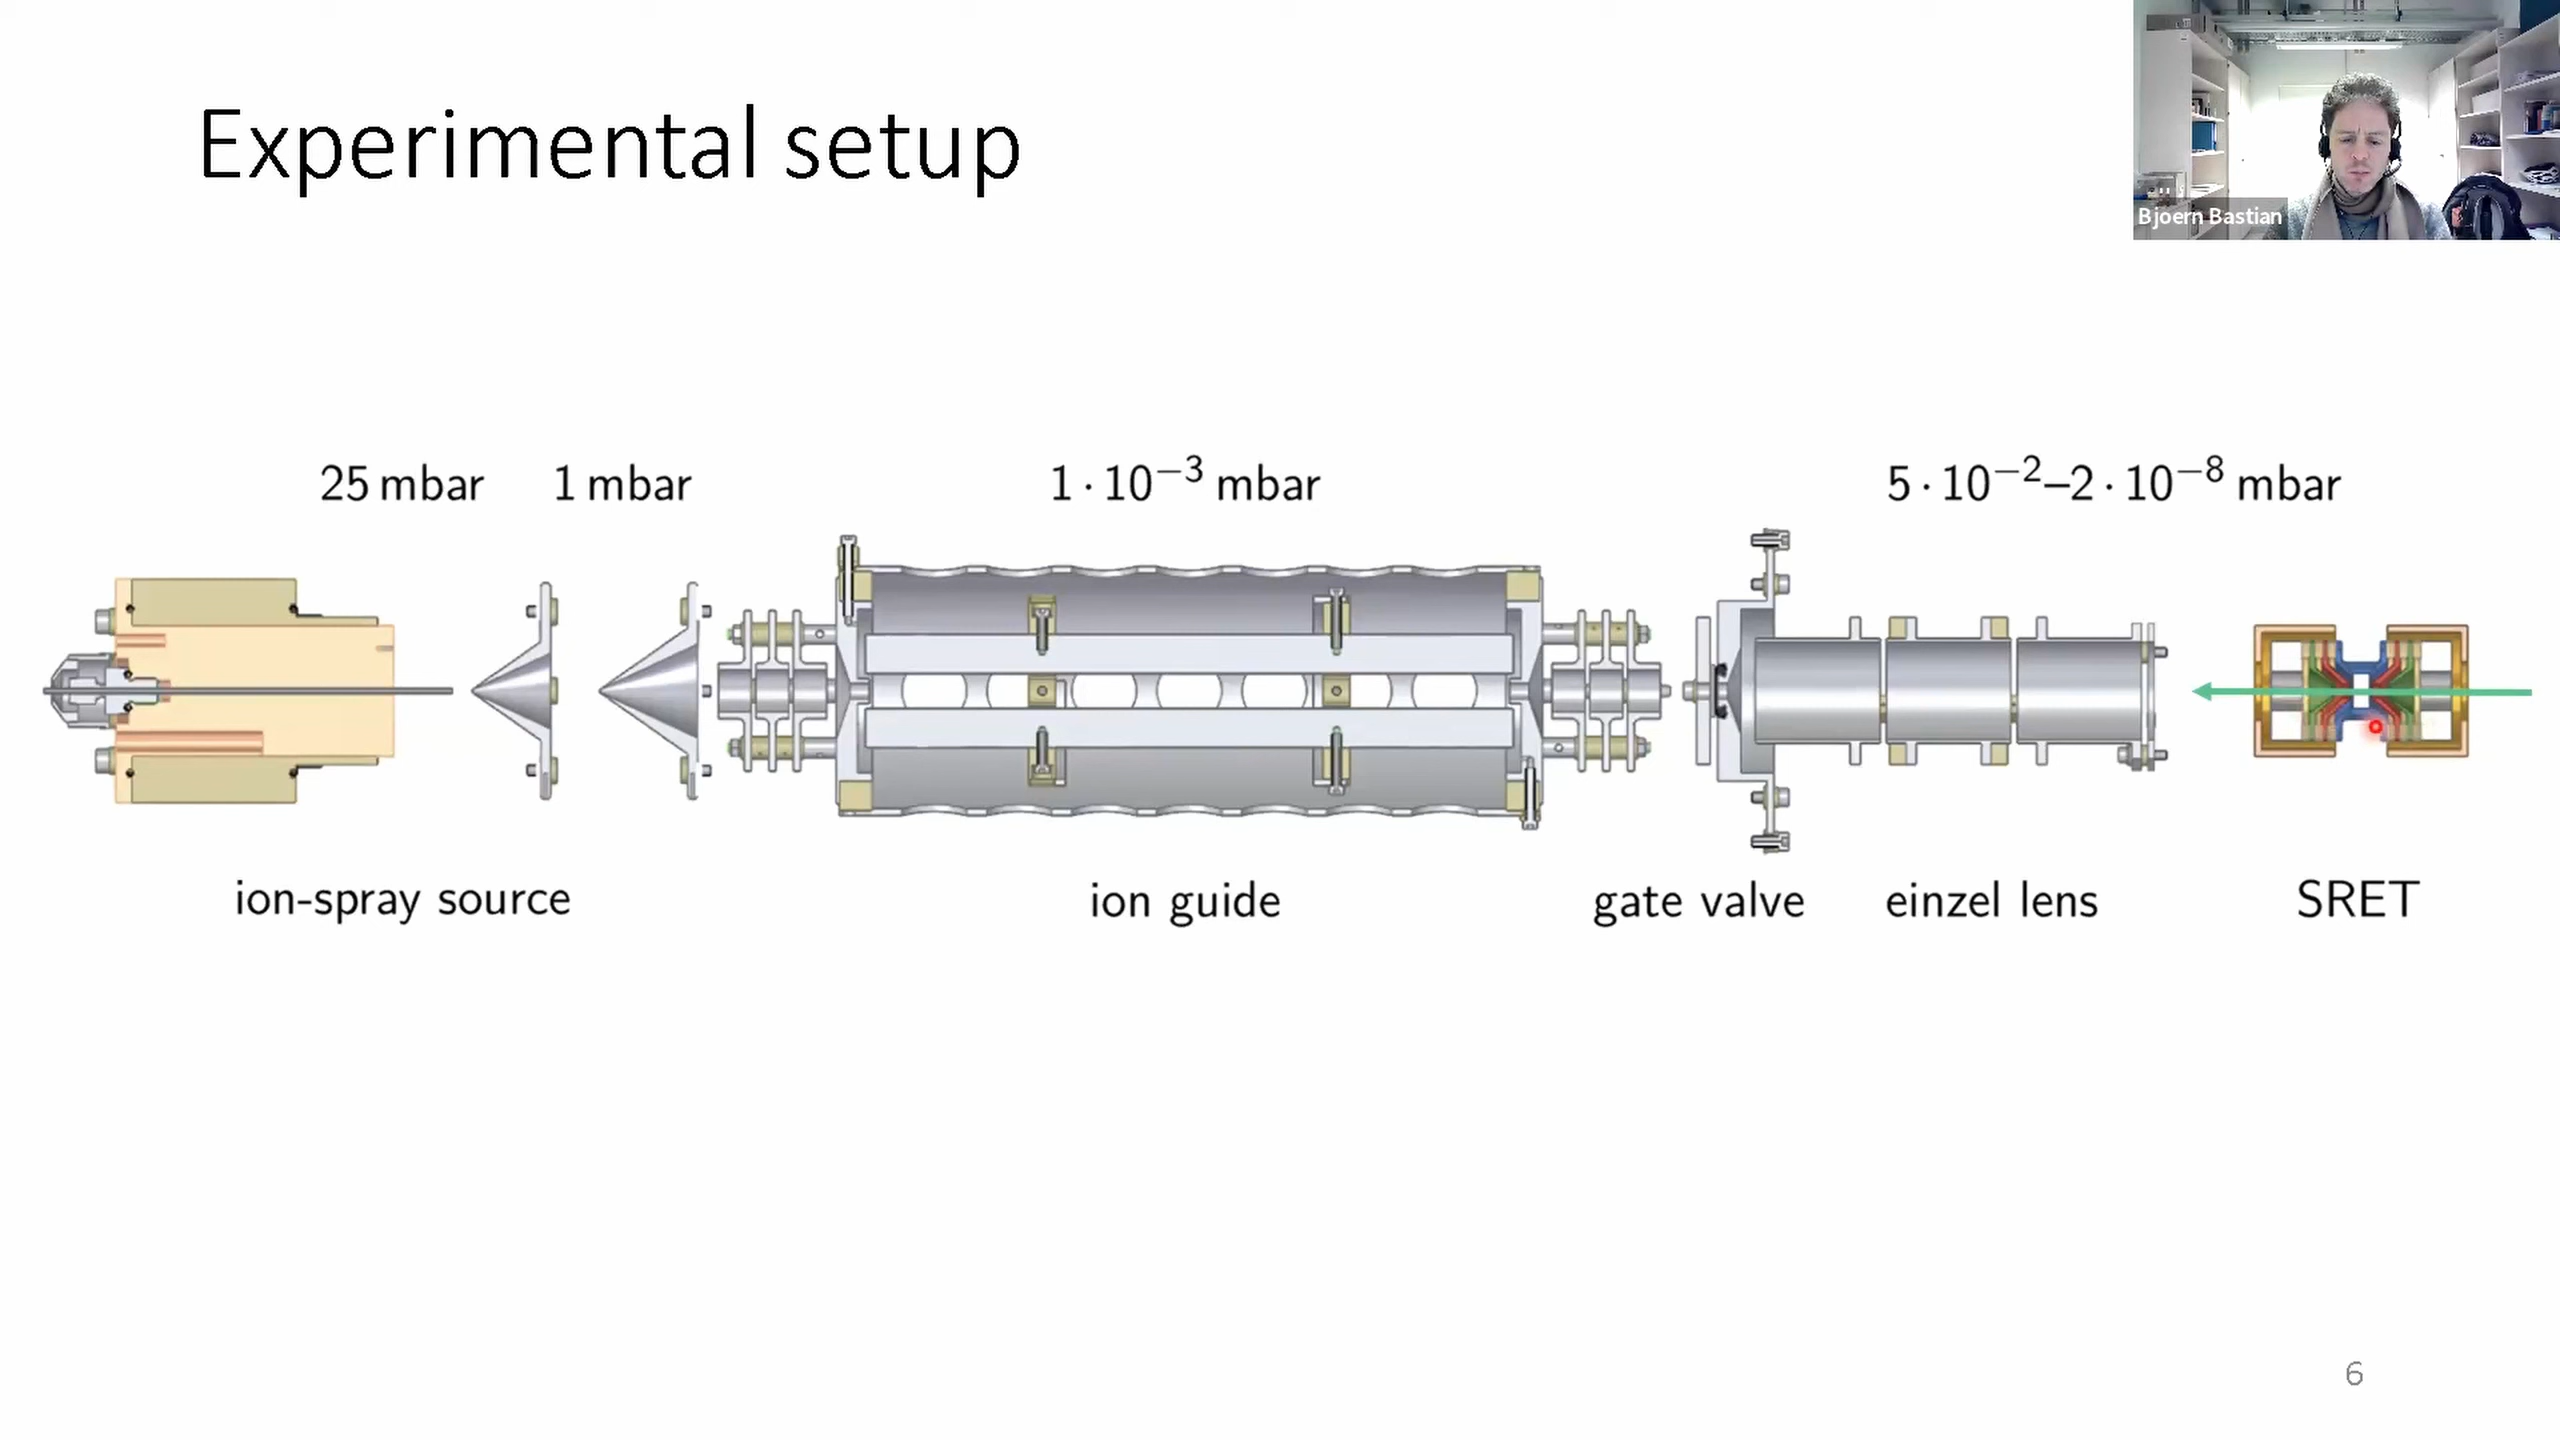 Experimental setup
Bjoern Bastian
25 mbar 1 mbar 1 · 10⁻³ mbar 5 · 10⁻²–2 · 10⁻⁸ mbar
ion-spray source ion guide gate valve einzel lens SRET
6